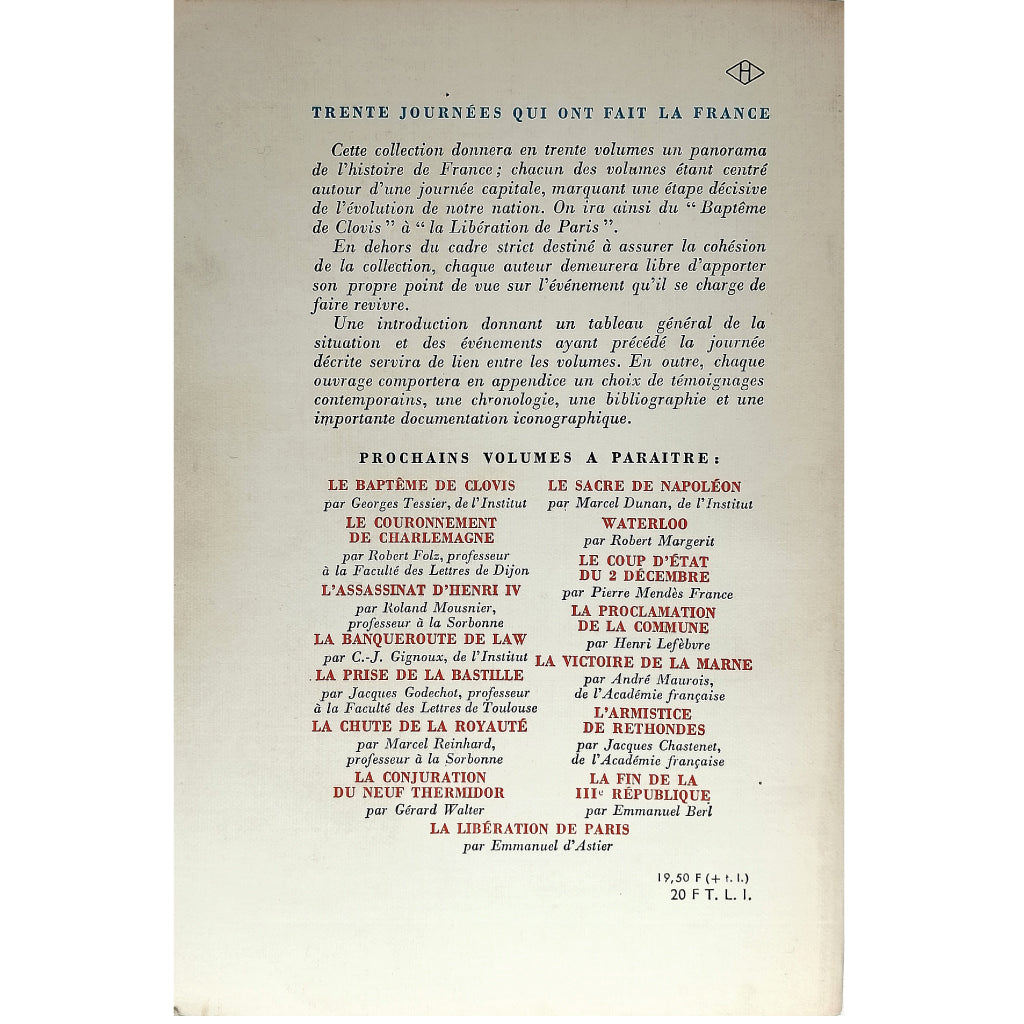 H
TRENTE JOURNÉES QUI ONT FAIT LA FRANCE
Cette collection donnera en trente volumes un panorama
de l'histoire de France ; chacun des volumes étant centré
autour d'une journée capitale, marquant une étape décisive
de l'évolution de notre nation. On ira ainsi du “ Baptême
de Clovis ” à “ la Libération de Paris ”.
En dehors du cadre strict destiné à assurer la cohésion
de la collection, chaque auteur demeurera libre d'apporter
son propre point de vue sur l'événement qu'il se charge de
faire revivre.
Une introduction donnant un tableau général de la
situation et des événements ayant précédé la journée
décrite servira de lien entre les volumes. En outre, chaque
ouvrage comportera en appendice un choix de témoignages
contemporains, une chronologie, une bibliographie et une
importante documentation iconographique.
PROCHAINS VOLUMES A PARAITRE :
LE BAPTÊME DE CLOVIS
par Georges Tessier, de l'Institut
LE COURONNEMENT
DE CHARLEMAGNE
par Robert Folz, professeur
à la Faculté des Lettres de Dijon
L'ASSASSINAT D'HENRI IV
par Roland Mousnier,
professeur à la Sorbonne
LA BANQUEROUTE DE LAW
par C.-J. Gignoux, de l'Institut
LA PRISE DE LA BASTILLE
par Jacques Godechot, professeur
à la Faculté des Lettres de Toulouse
LA CHUTE DE LA ROYAUTÉ
par Marcel Reinhard,
professeur à la Sorbonne
LA CONJURATION
DU NEUF THERMIDOR
par Gérard Walter
LE SACRE DE NAPOLÉON
par Marcel Dunan, de l'Institut
WATERLOO
par Robert Margerit
LE COUP D'ÉTAT
DU 2 DÉCEMBRE
par Pierre Mendès France
LA PROCLAMATION
DE LA COMMUNE
par Henri Lefèbvre
LA VICTOIRE DE LA MARNE
par André Maurois,
de l'Académie française
L'ARMISTICE
DE RETHONDES
par Jacques Chastenet,
de l'Académie française
LA FIN DE LA
IIIe RÉPUBLIQUE
par Emmanuel Berl
LA LIBÉRATION DE PARIS
par Emmanuel d'Astier
19,50 F (+ t. l.)
20 F T. L. I.